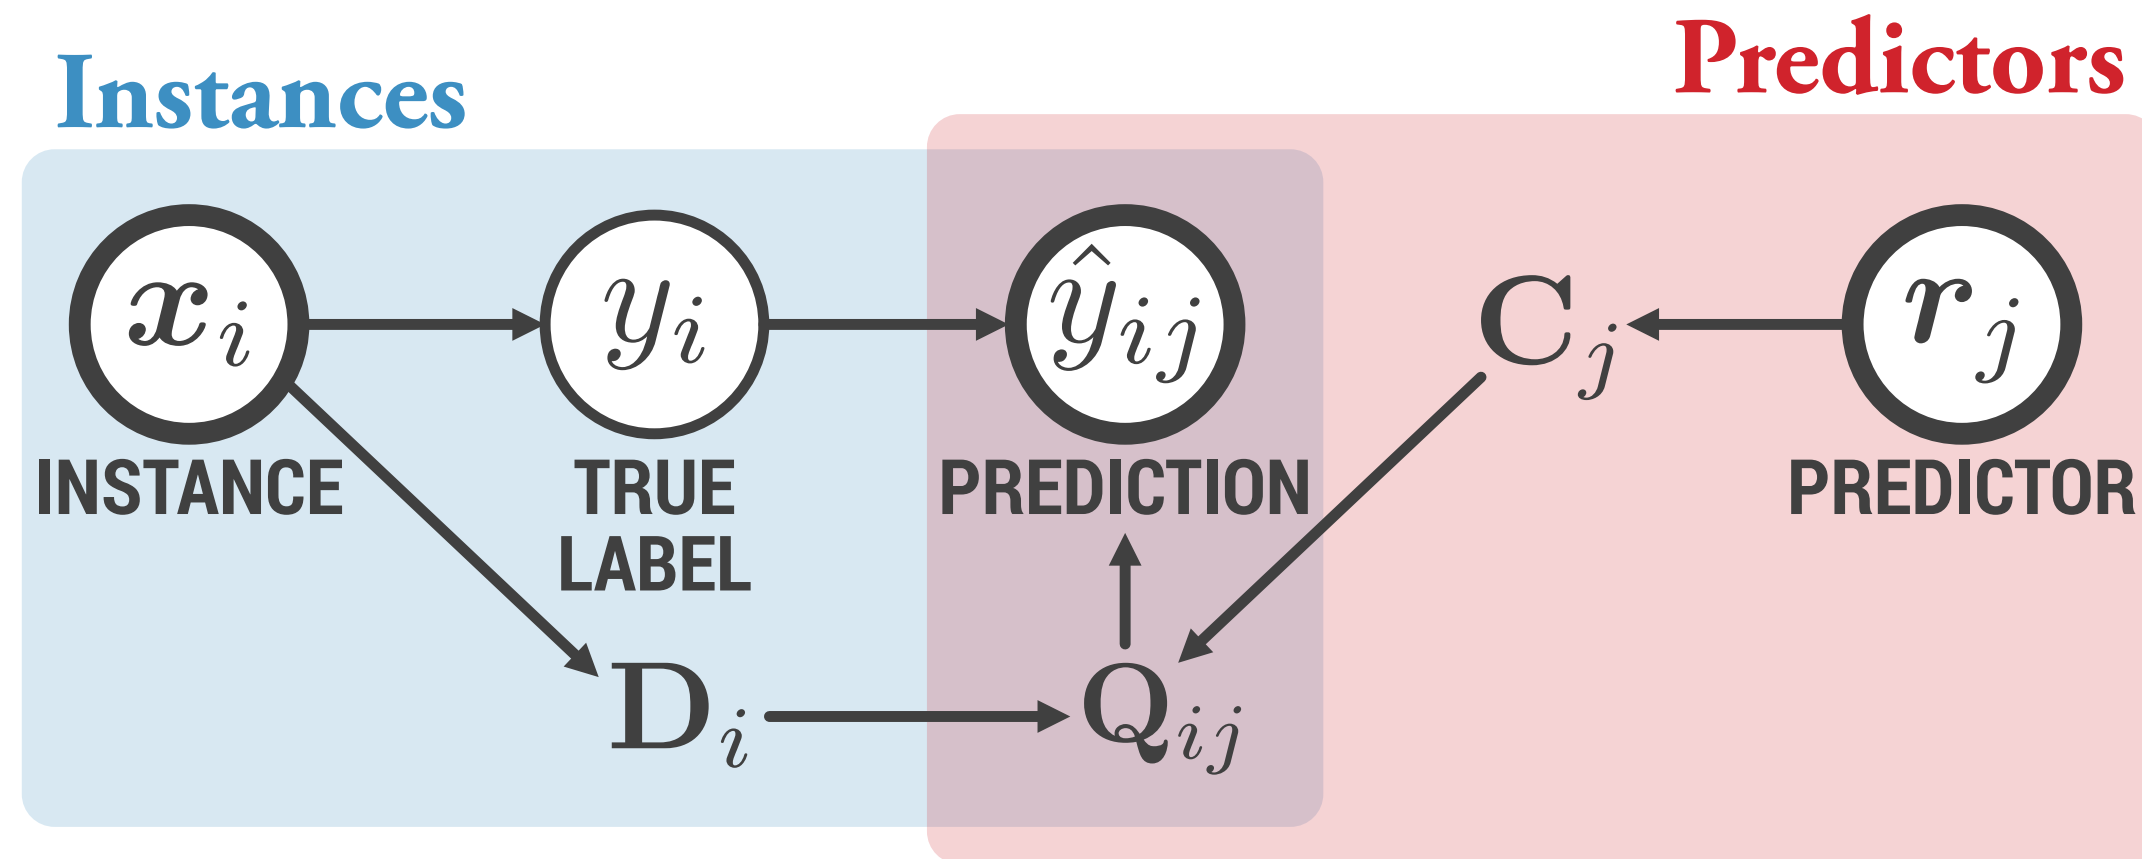 Instances
Predictors
x_i
y_i
ŷ_ij
C_j
r_j
INSTANCE
TRUE
LABEL
PREDICTION
PREDICTOR
D_i
Q_ij